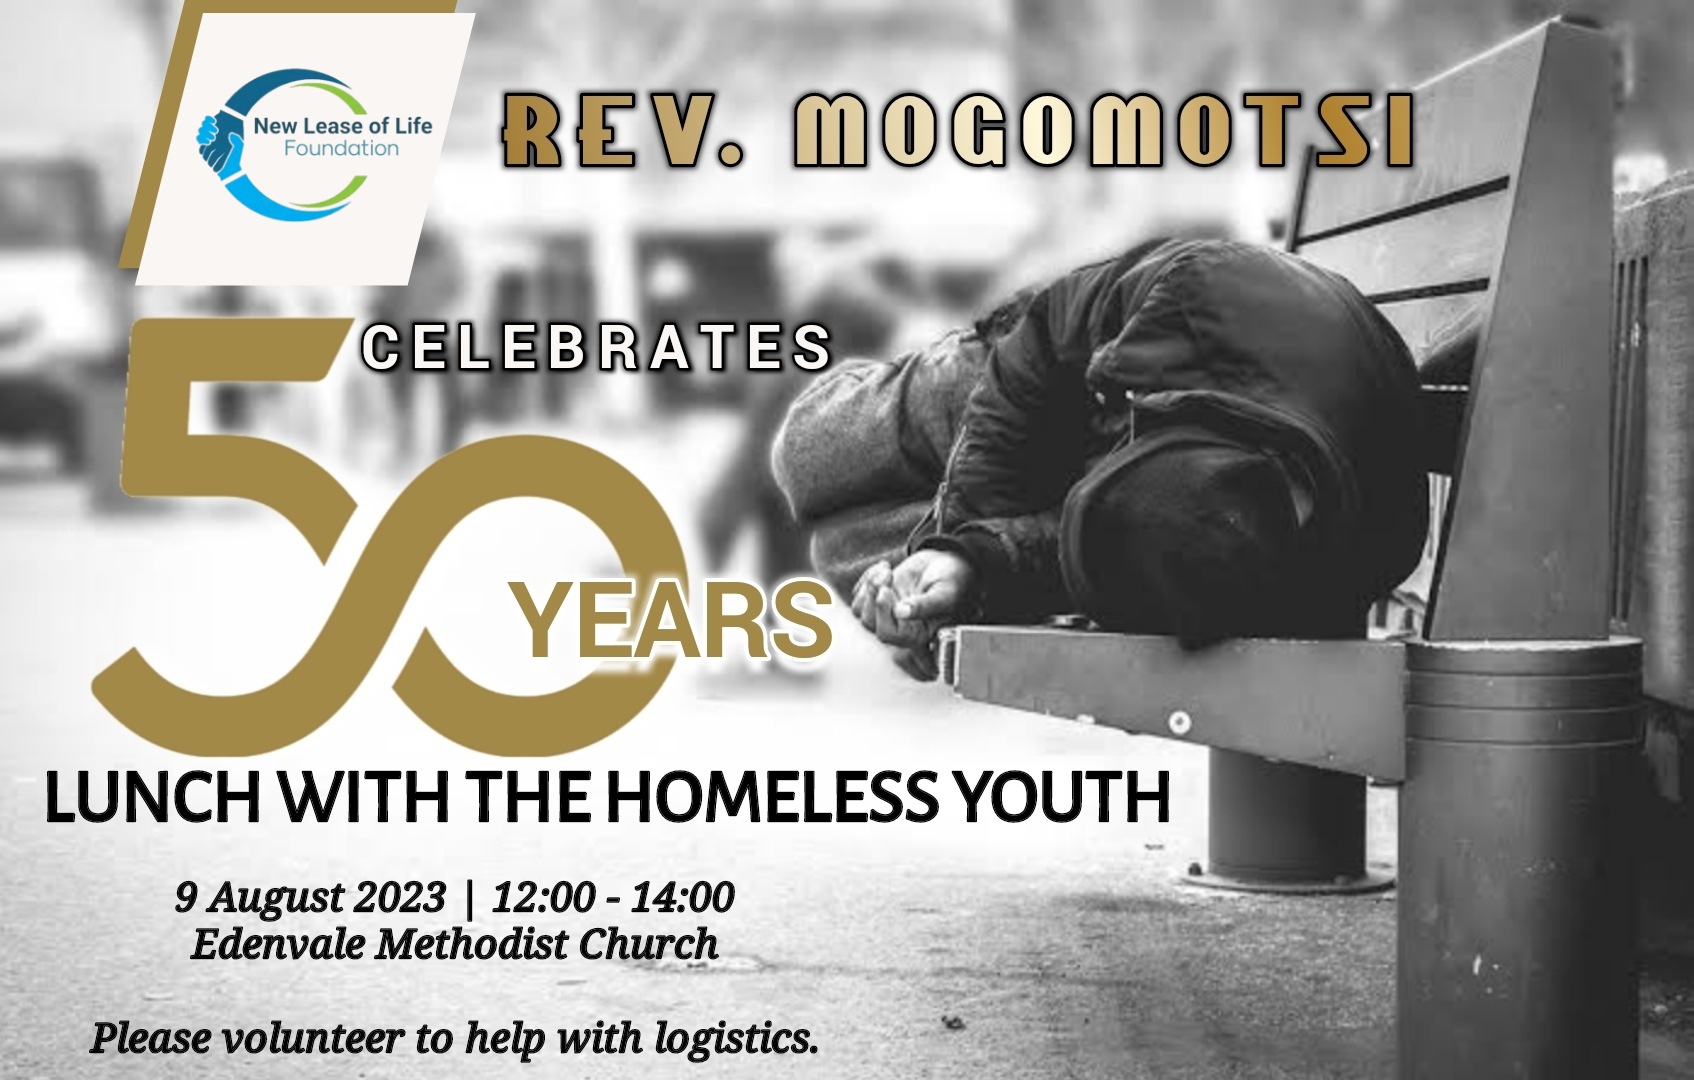 New Lease of Life
Foundation
REV. MOGOMOTSI
CELEBRATES
50
YEARS
LUNCH WITH THE HOMELESS YOUTH
9 August 2023 | 12:00 - 14:00
Edenvale Methodist Church
Please volunteer to help with logistics.